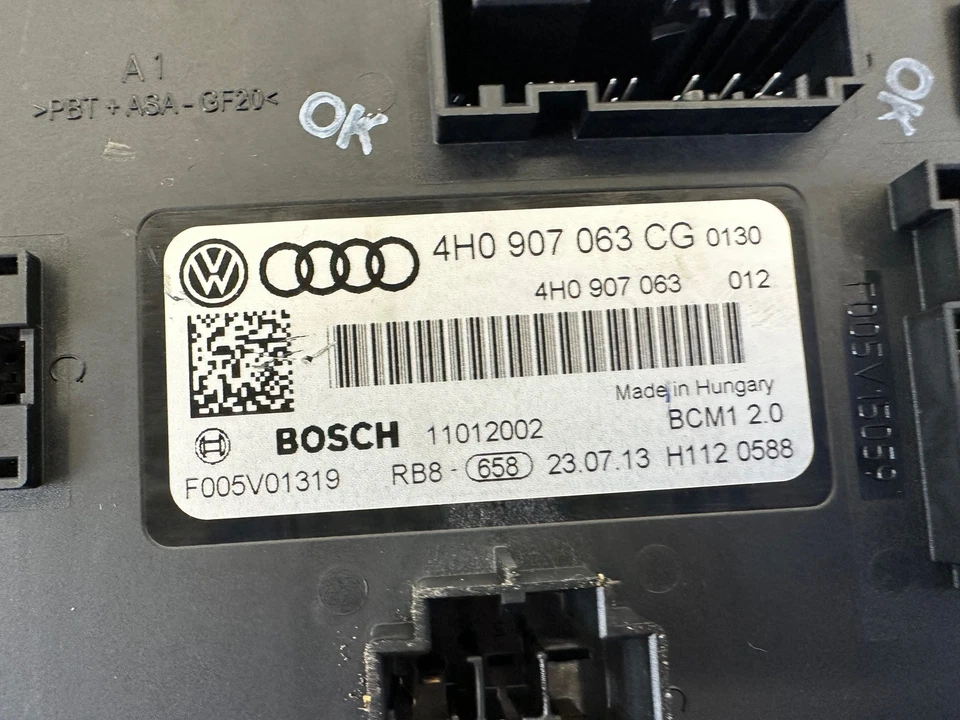 A1
>PBT + ASA - GF20<
OK
OK
4H0 907 063 CG 0130
4H0 907 063 012
Made in Hungary
BCM1 2.0
BOSCH 11012002
F005V01319 RB8 - 658 23.07.13 H112 0588
F005V15059